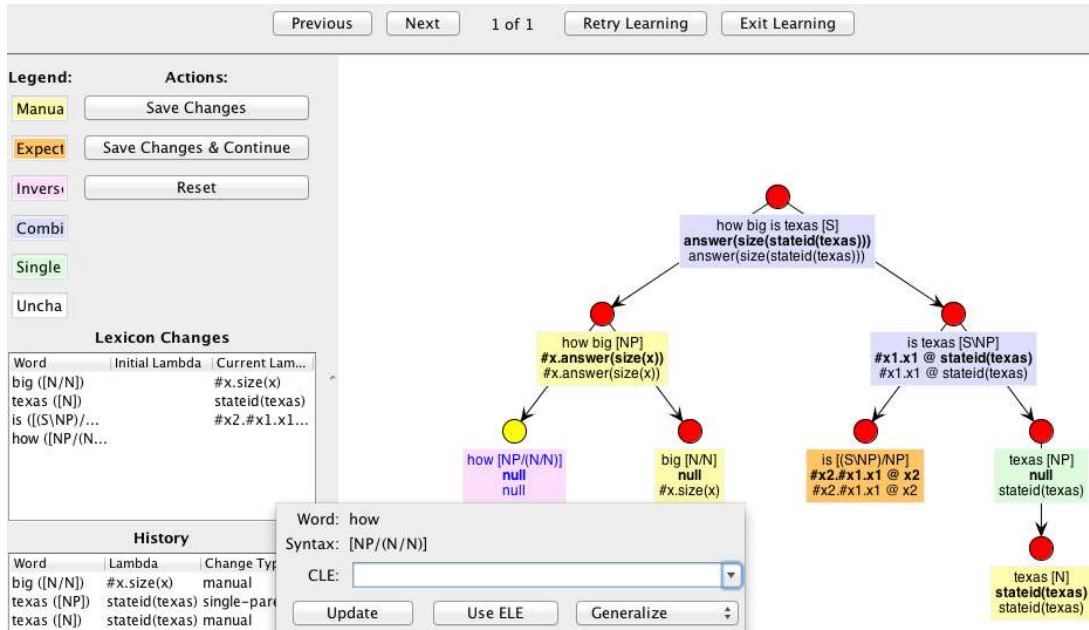 Previous Next 1 of 1 Retry Learning Exit Learning
Legend: Actions:
Manua Save Changes
Expect Save Changes & Continue
Invers Reset
Combi
Single
Uncha
Lexicon Changes
Word Initial Lambda Current Lam...
big ([N/N]) #x.size(x)
texas ([N]) stateid(texas)
is ([(S\NP)/... #x2.#x1.x1...
how ([NP/(N...
History
Word Lambda Change Typ
big ([N/N]) #x.size(x) manual
texas ([NP]) stateid(texas) single-pare
texas ([N]) stateid(texas) manual
how big is texas [S]
answer(size(stateid(texas)))
answer(size(stateid(texas)))
how big [NP]
#x.answer(size(x))
#x.answer(size(x))
is texas [S\NP]
#x1.x1 @ stateid(texas)
#x1.x1 @ stateid(texas)
how [NP/(N/N)]
null
null
big [N/N]
null
#x.size(x)
is [(S\NP)/NP]
#x2.#x1.x1 @ x2
#x2.#x1.x1 @ x2
texas [NP]
null
stateid(texas)
texas [N]
stateid(texas)
stateid(texas)
Word: how
Syntax: [NP/(N/N)]
CLE:
Update Use ELE Generalize